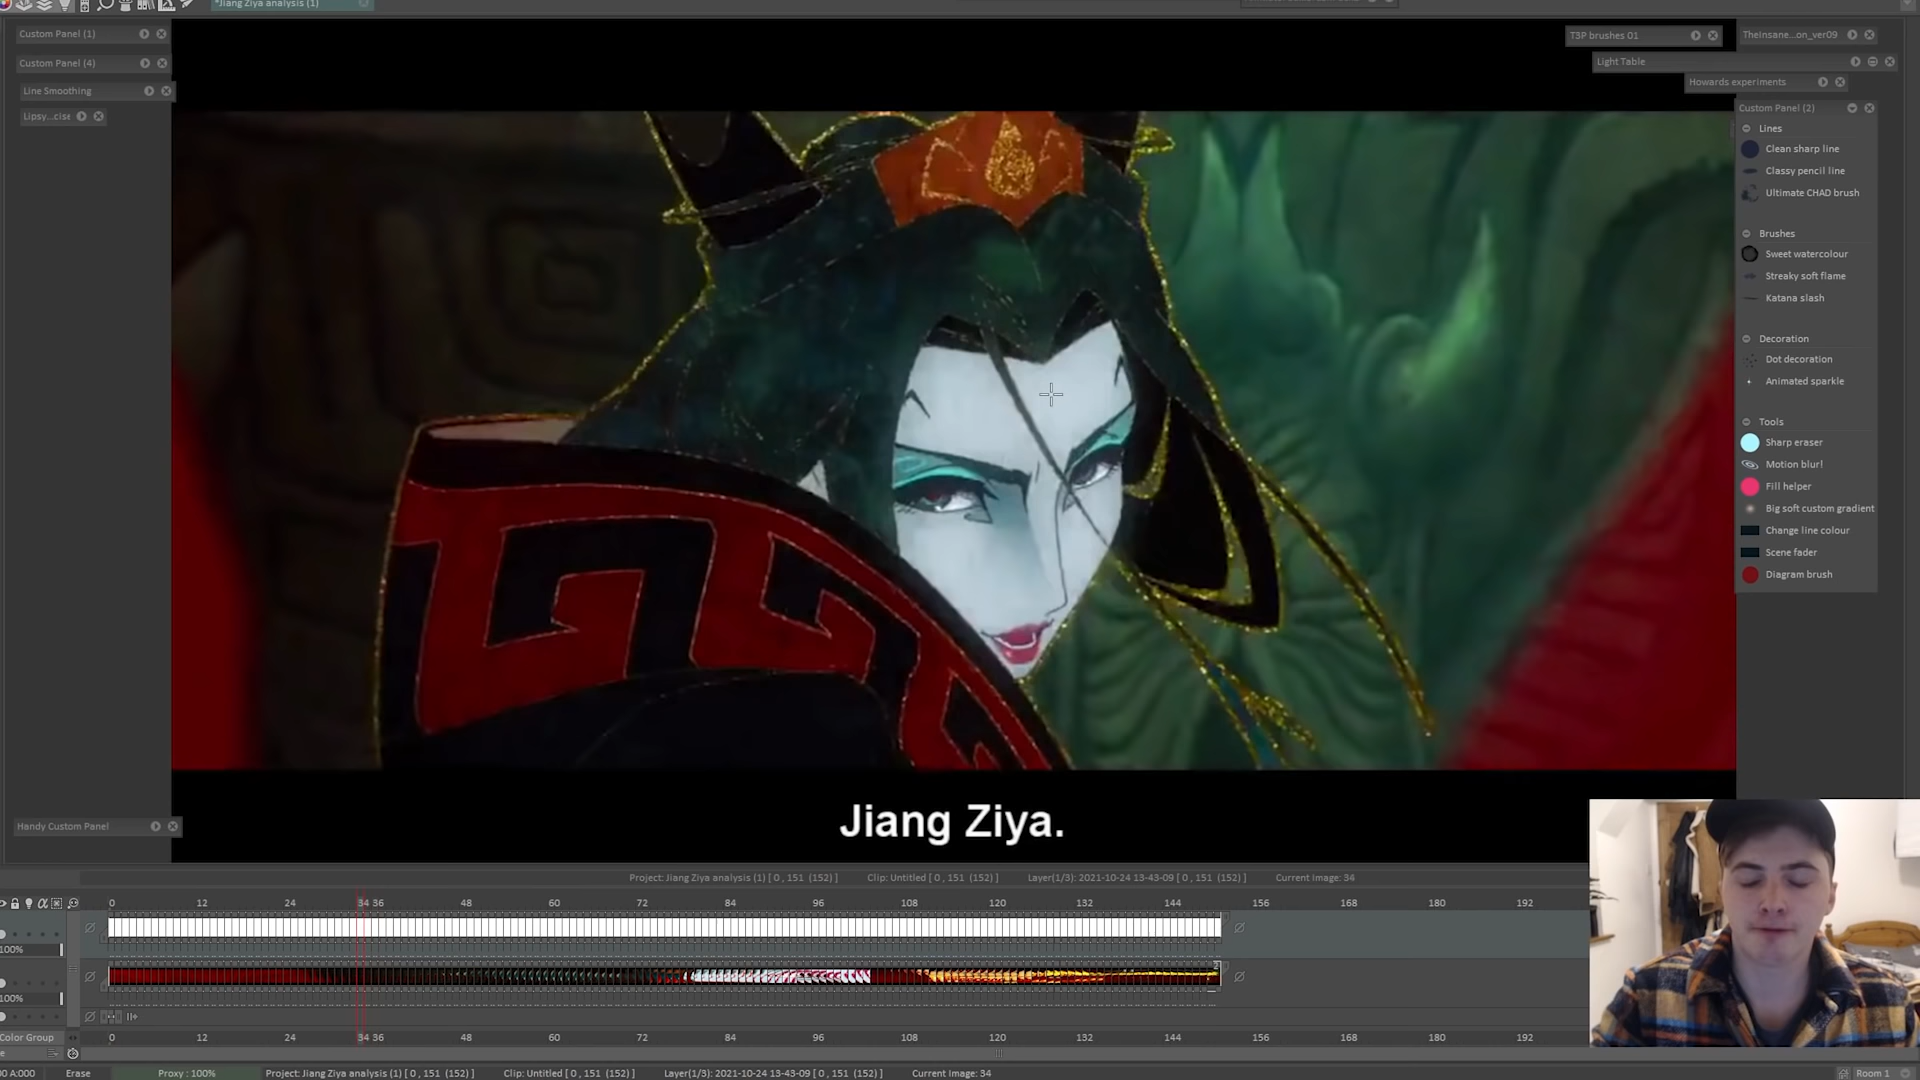 *Jiang Ziya analysis (1)
Custom Panel (1)
Custom Panel (4)
Line Smoothing
Lipsy...cise
T3P brushes 01
TheInsane...on_ver09
Light Table
Howards experiments
Custom Panel (2)
Lines
Clean sharp line
Classy pencil line
Ultimate CHAD brush
Brushes
Sweet watercolour
Streaky soft flame
Katana slash
Decoration
Dot decoration
Animated sparkle
Tools
Sharp eraser
Motion blur!
Fill helper
Big soft custom gradient
Change line colour
Scene fader
Diagram brush
Handy Custom Panel
Jiang Ziya.
Project: Jiang Ziya analysis (1) [ 0 , 151 (152) ] Clip: Untitled [ 0 , 151 (152) ] Layer(1/3): 2021-10-24 13-43-09 [ 0 , 151 (152) ] Current Image: 34
0 12 24 34 36 48 60 72 84 96 108 120 132 144 156 168 180 192
100%
100%
Color Group 0 12 24 34 36 48 60 72 84 96 108 120 132 144 156 168 180 192
00 A:000 Erase Proxy : 100% Project: Jiang Ziya analysis (1) [ 0 , 151 (152) ] Clip: Untitled [ 0 , 151 (152) ] Layer(1/3): 2021-10-24 13-43-09 [ 0 , 151 (152) ] Current Image: 34 Room 1